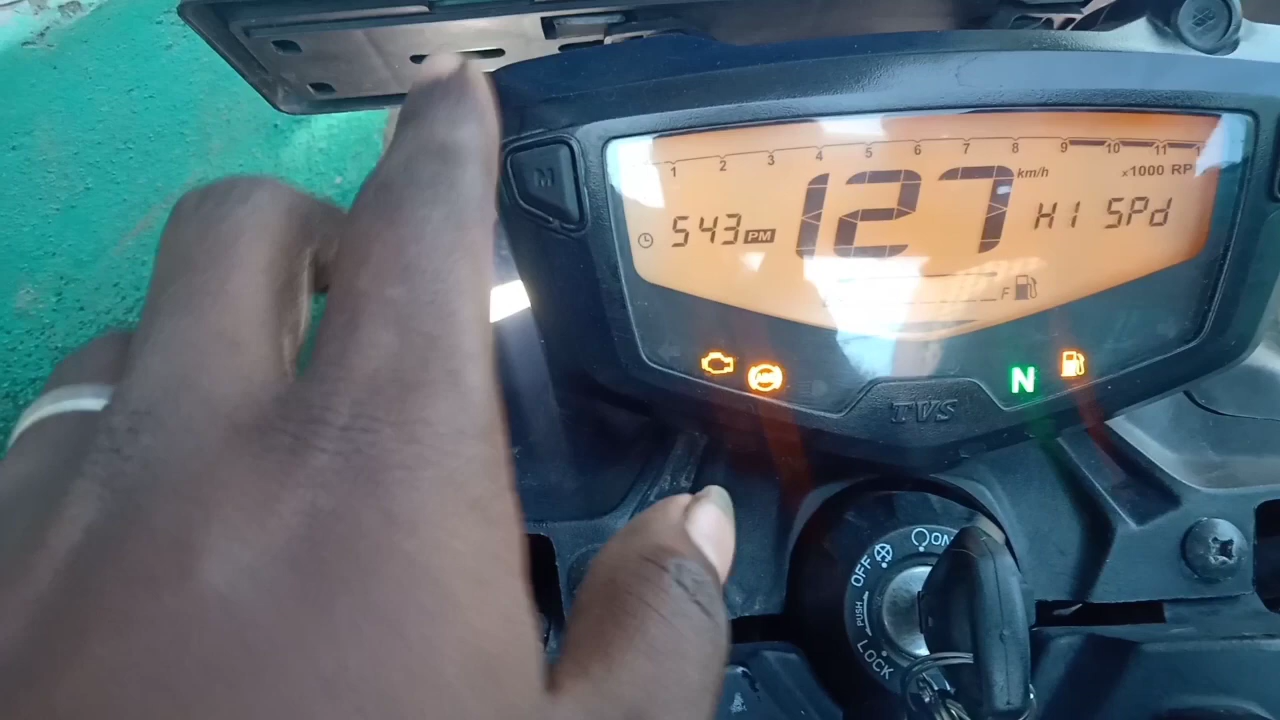 M
1 2 3 4 5 6 7 8 9 10 11
km/h
x1000 RP
543 PM 127 HI SPd
F
N
TVS
ON
OFF
PUSH
LOCK